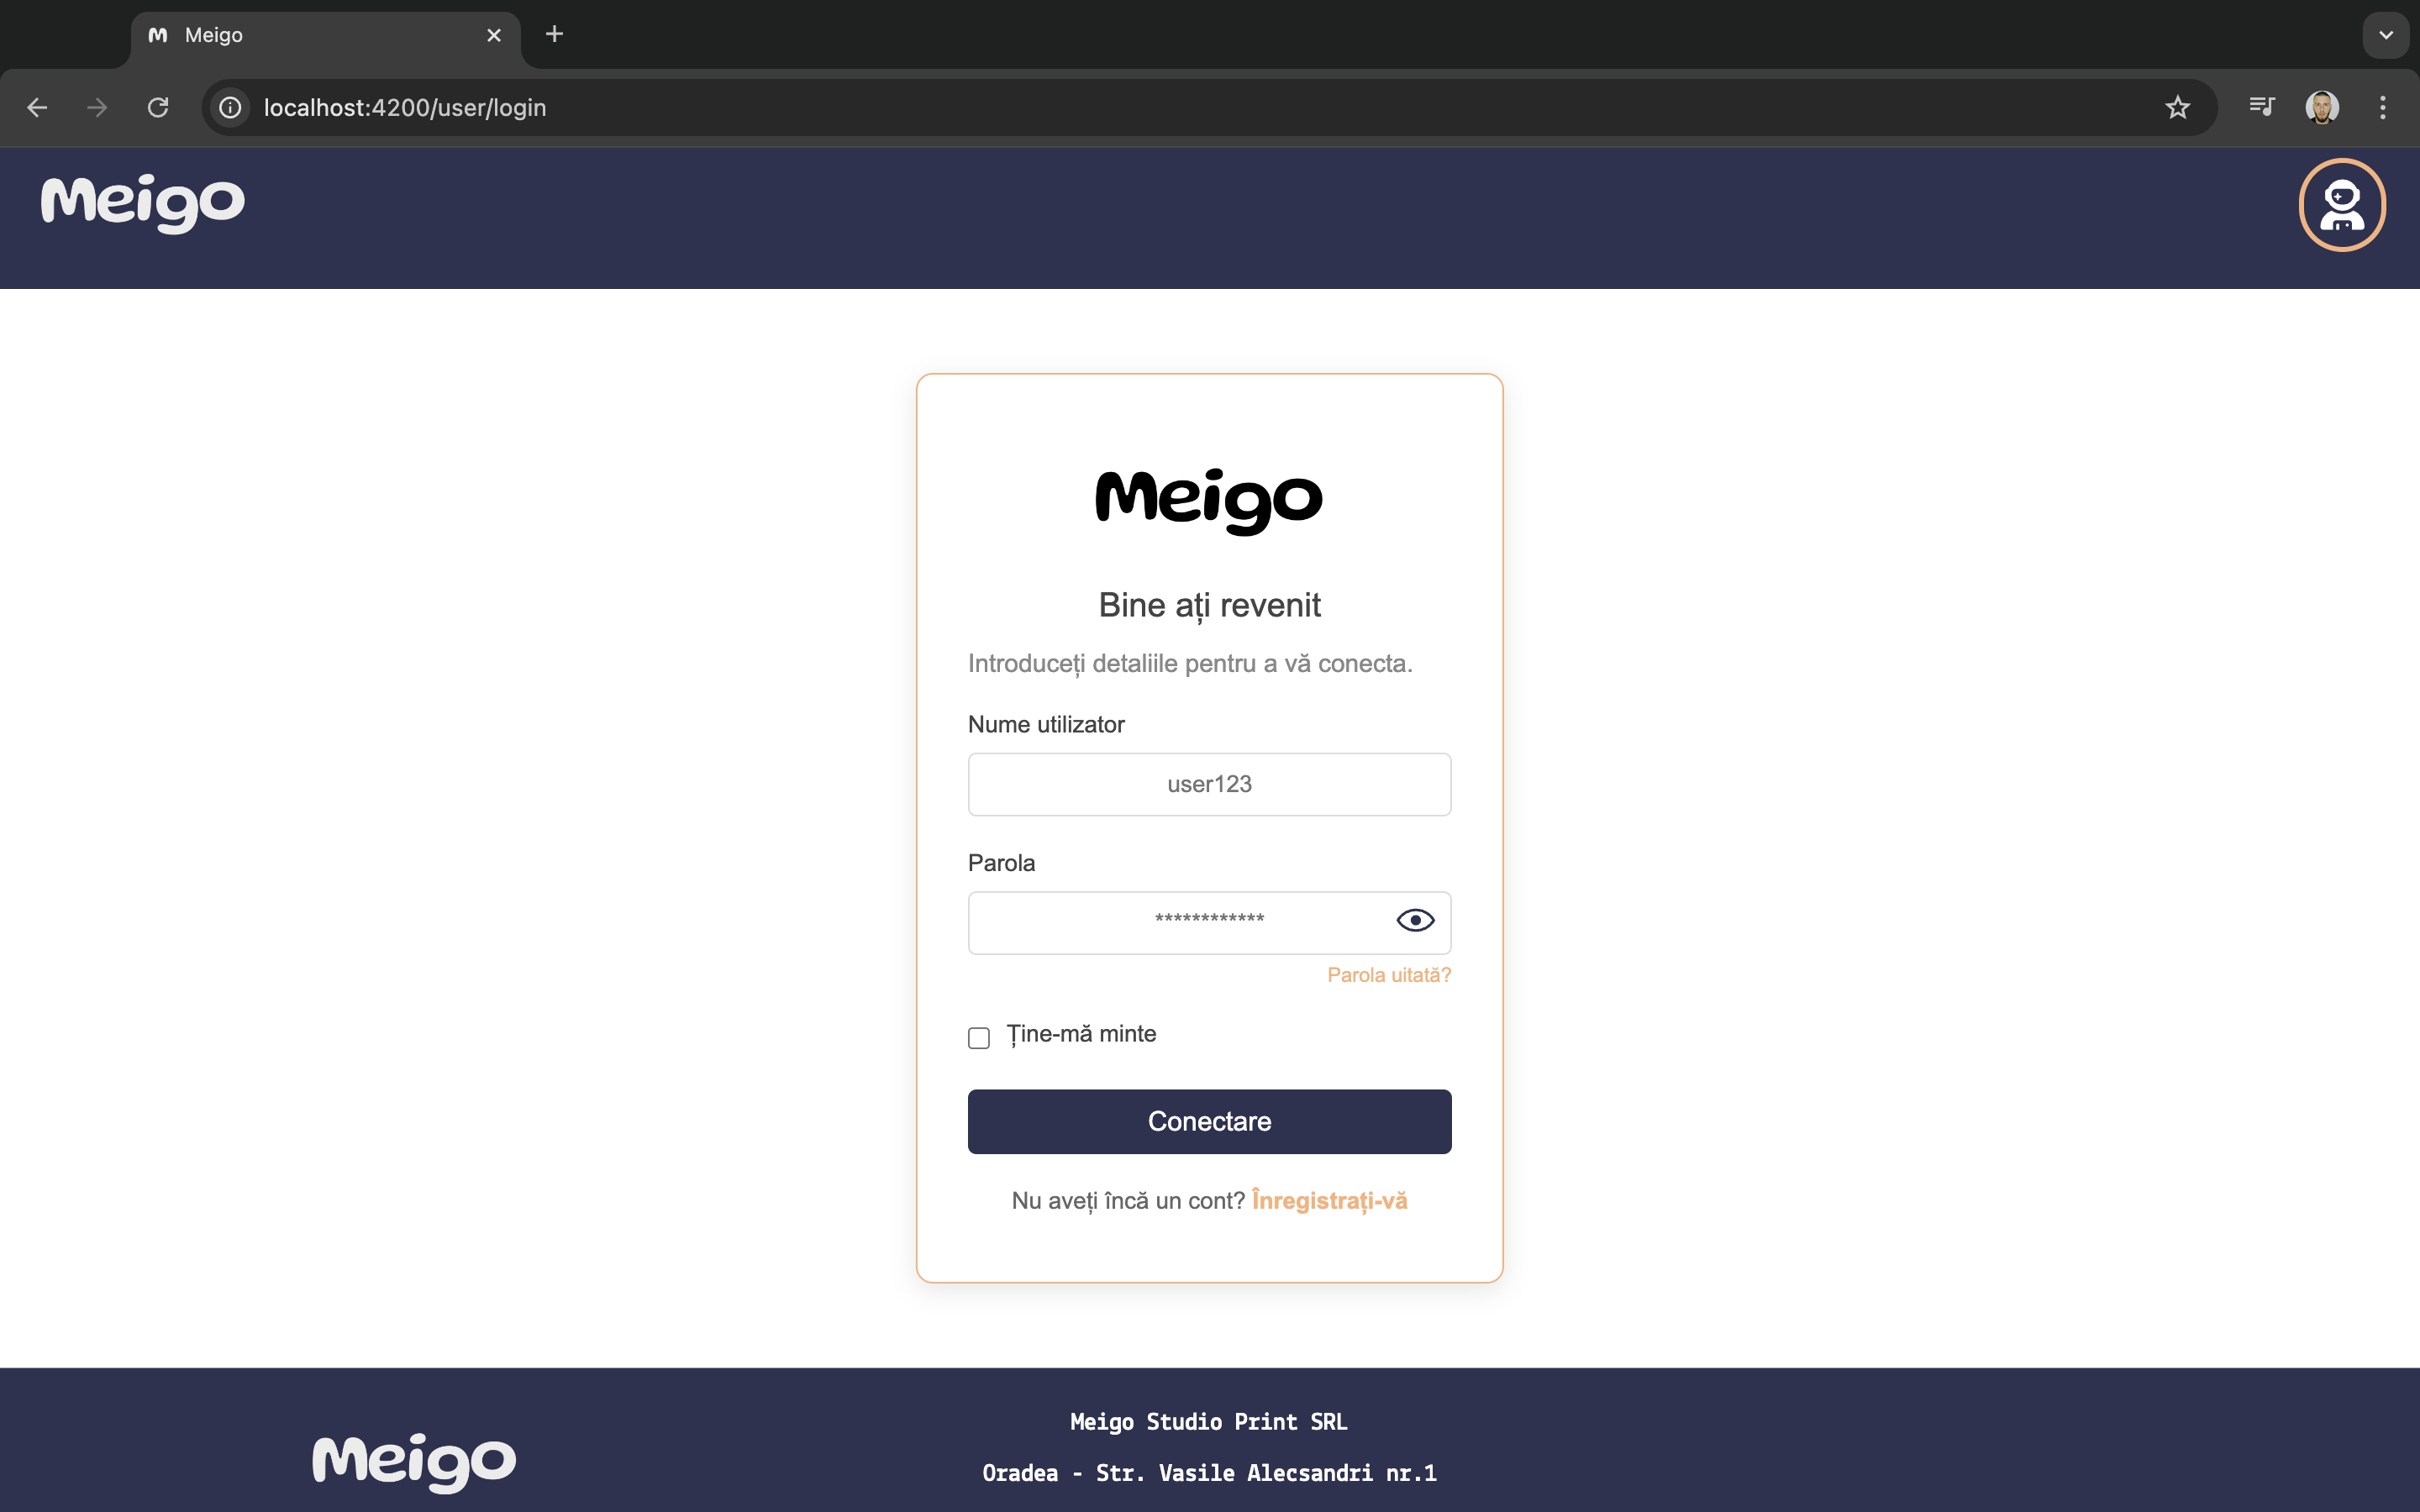 Meigo
localhost:4200/user/login
Meigo
Meigo
Bine ați revenit
Introduceți detaliile pentru a vă conecta.
Nume utilizator
user123
Parola
************
Parola uitată?
Ține-mă minte
Conectare
Nu aveți încă un cont? Înregistrați-vă
Meigo
Meigo Studio Print SRL
Oradea - Str. Vasile Alecsandri nr.1